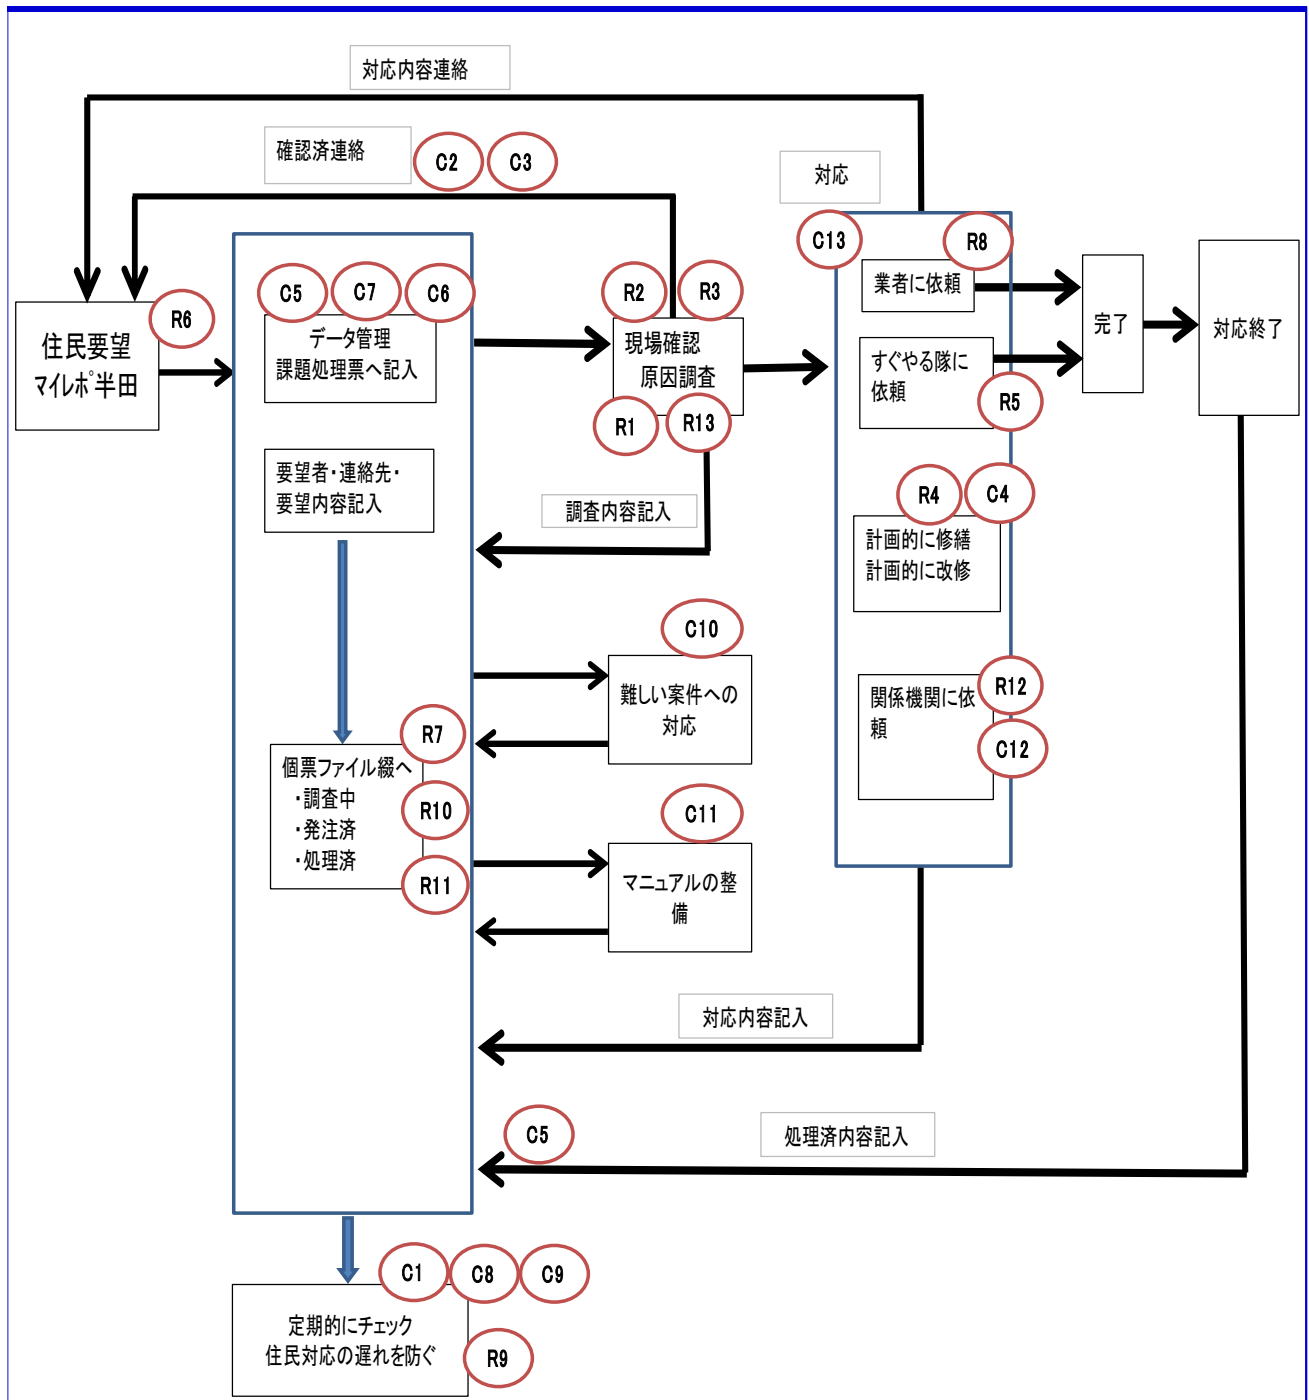 対応内容連絡
確認済連絡
C2
C3
対応
C13
R8
業者に依頼
完了
対応終了
R6
住民要望
マイレポ半田
C5
C7
C6
データ管理
課題処理票へ記入
R2
R3
現場確認
原因調査
R1
R13
すぐやる隊に
依頼
R5
要望者・連絡先・
要望内容記入
調査内容記入
R4
C4
計画的に修繕
計画的に改修
C10
難しい案件への
対応
R12
関係機関に依
頼
C12
R7
個票ファイル綴へ
・調査中
・発注済
・処理済
R10
R11
C11
マニュアルの整
備
対応内容記入
C5
処理済内容記入
C1
C8
C9
定期的にチェック
住民対応の遅れを防ぐ
R9